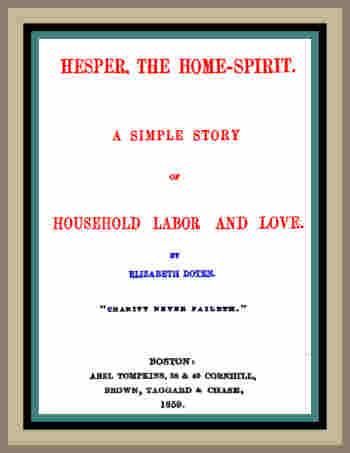 HESPER, THE HOME-SPIRIT.
A SIMPLE STORY
OF
HOUSEHOLD LABOR AND LOVE.
BY
ELIZABETH DOTEN.
"CHARITY NEVER FAILETH."
BOSTON:
ABEL TOMPKINS, 38 & 40 CORNHILL,
BROWN, TAGGARD & CHASE,
1859.